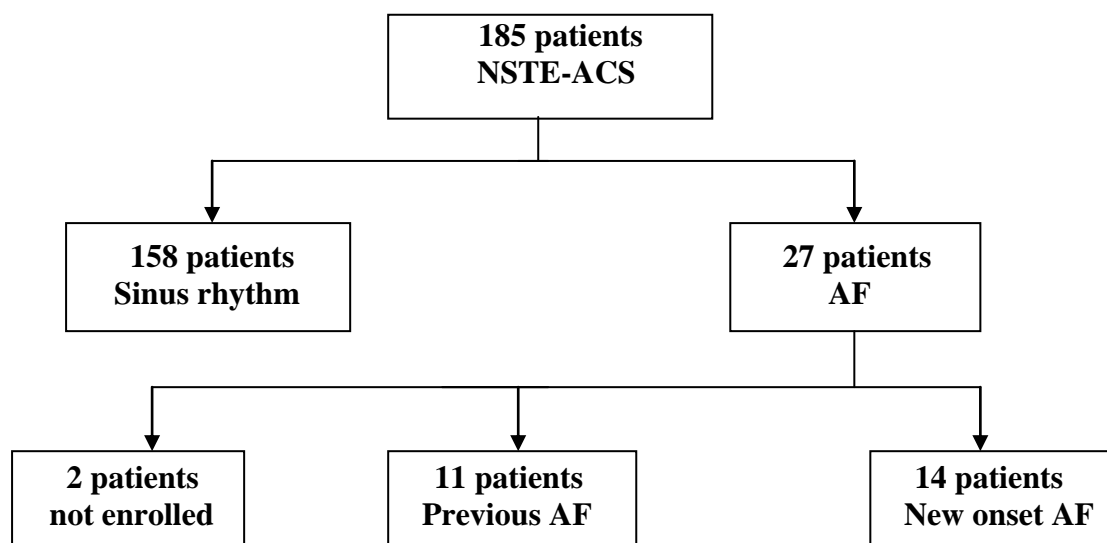 185 patients
NSTE-ACS
158 patients
Sinus rhythm
27 patients
AF
2 patients
not enrolled
11 patients
Previous AF
14 patients
New onset AF